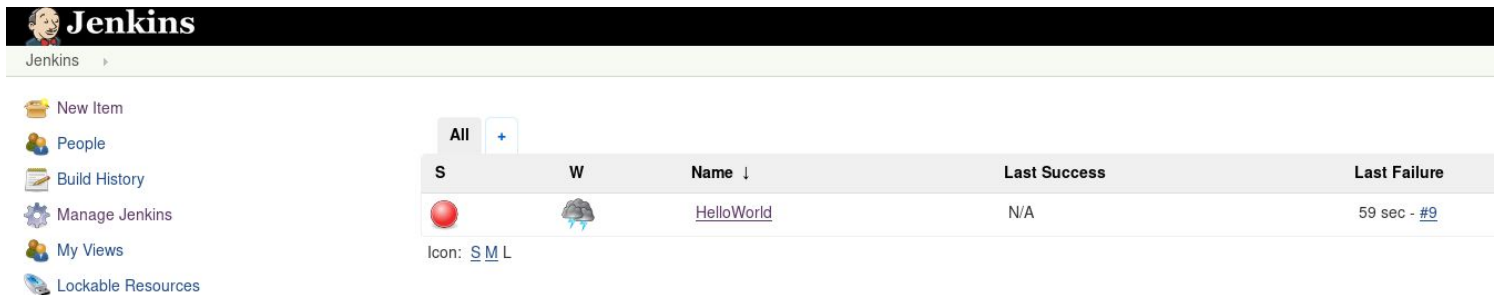 Jenkins
Jenkins
New Item
People
Build History
Manage Jenkins
My Views
Lockable Resources
All +
S W Name ↓ Last Success Last Failure
HelloWorld N/A 59 sec - #9
Icon: S M L